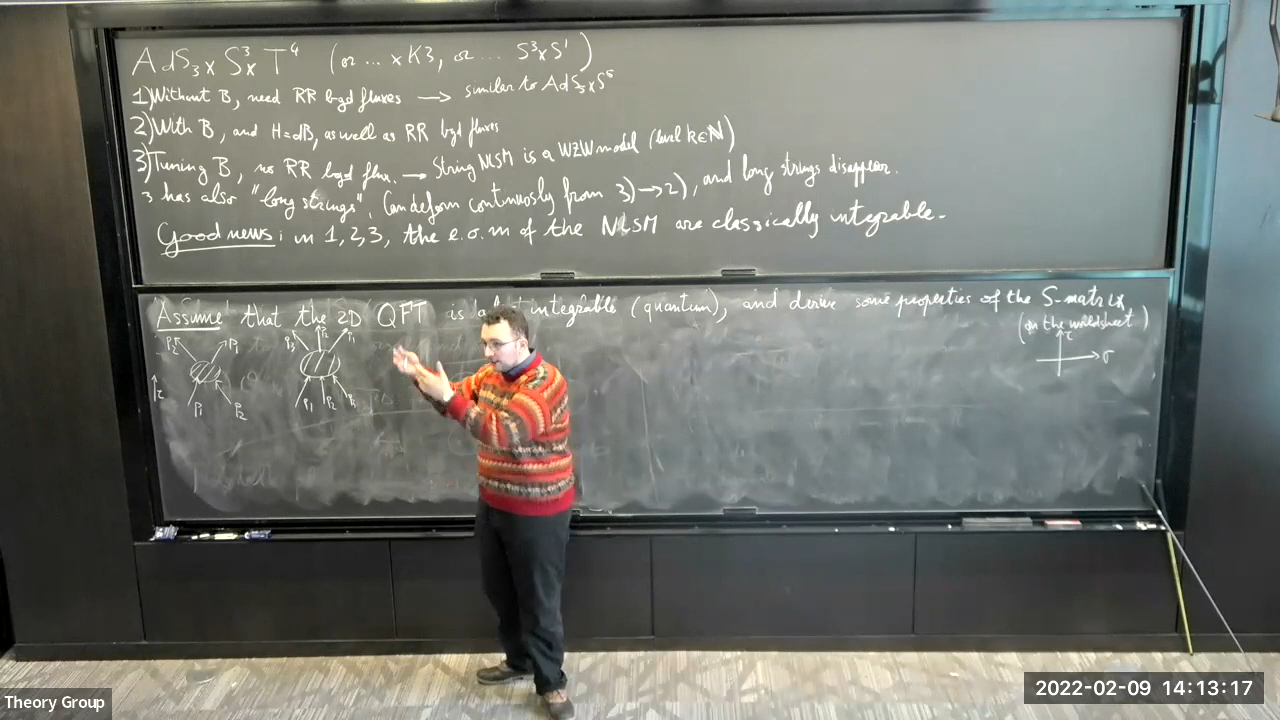 AdS₃ x S³ x T⁴ (or ... x K3, or ... S³ x S¹)
1) Without B, need RR bgd fluxes → similar to AdS₅ x S⁵
2) With B, and H=dB, as well as RR bgd fluxes
3) Tuning B, no RR bgd flux. → String NLSM is a WZW model (level k∈ℕ)
3 has also "long strings". Can deform continuously from 3) → 2), and long strings disappear.
Good news: in 1, 2, 3, the e.o.m of the NLSM are classically integrable.
Assume that the 2D QFT is integrable (quantum), and derive some properties of the S-matrix
(on the worldsheet)
p₂ p₁ p₃ p₂ p₁ τ
σ
τ
p₁ p₂ p₁ p₂ p₃
Theory Group
2022-02-09 14:13:17